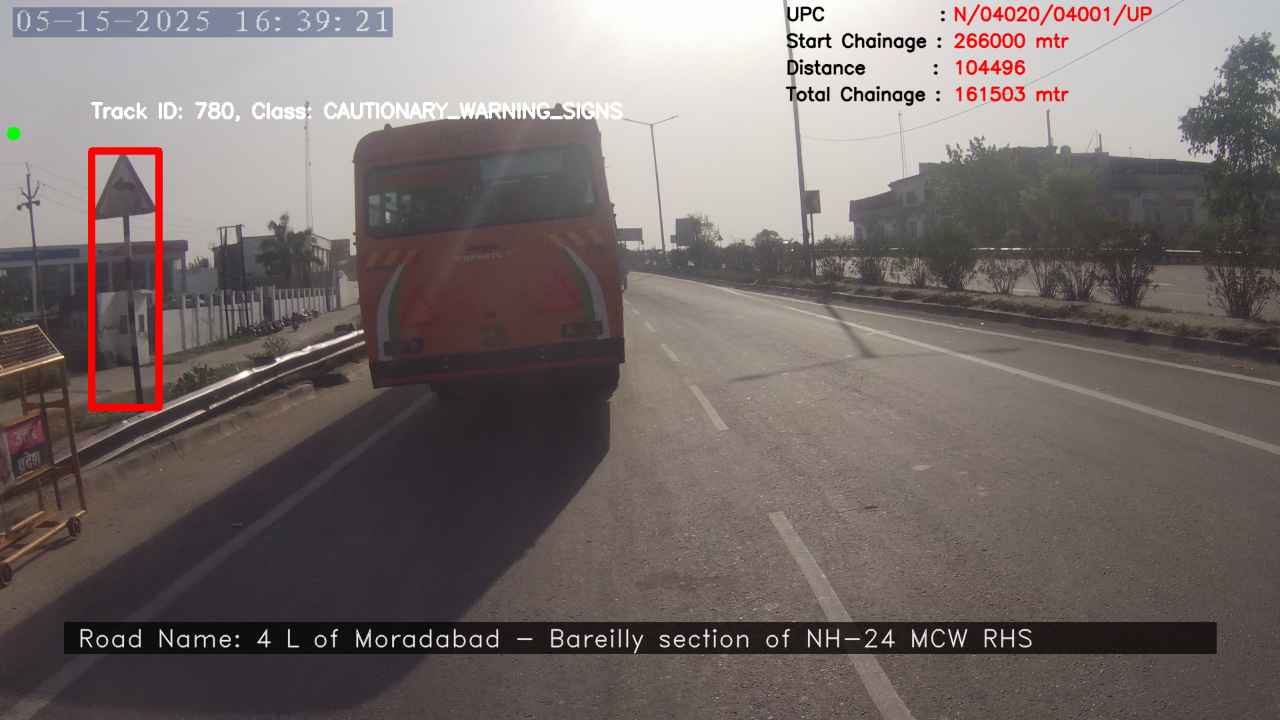 05-15-2025 16:39:21
UPC : N/04020/04001/UP
Start Chainage : 266000 mtr
Distance : 104496
Total Chainage : 161503 mtr
Track ID: 780, Class: CAUTIONARY_WARNING_SIGNS
Road Name: 4 L of Moradabad - Bareilly section of NH-24 MCW RHS